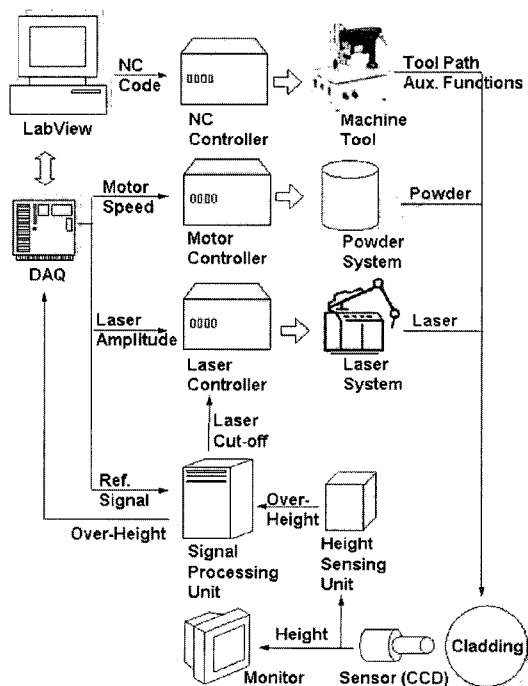 NC
Code
LabView
NC
Controller
Machine
Tool
Tool Path
Aux. Functions
Motor
Speed
DAQ
Motor
Controller
Powder
System
Powder
Laser
Amplitude
Laser
Controller
Laser
System
Laser
Laser
Cut-off
Ref.
Signal
Over-Height
Signal
Processing
Unit
Over-
Height
Height
Sensing
Unit
Height
Monitor
Sensor (CCD)
Cladding